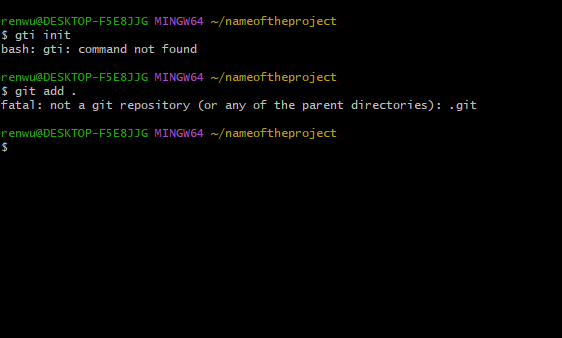 renwu@DESKTOP-F5E8JJG MINGW64 ~/nameoftheproject
$ gti init
bash: gti: command not found
renwu@DESKTOP-F5E8JJG MINGW64 ~/nameoftheproject
$ git add .
fatal: not a git repository (or any of the parent directories): .git
renwu@DESKTOP-F5E8JJG MINGW64 ~/nameoftheproject
$